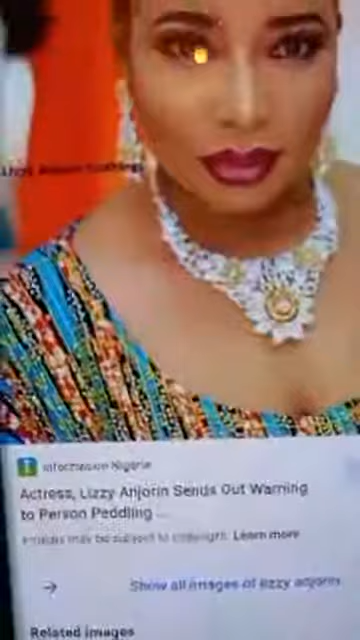 Information Nigeria
Actress, Lizzy Anjorin Sends Out Warning
to Person Peddling ...
Images may be subject to copyright. Learn more
Show all images of lizzy anjorin
Related images